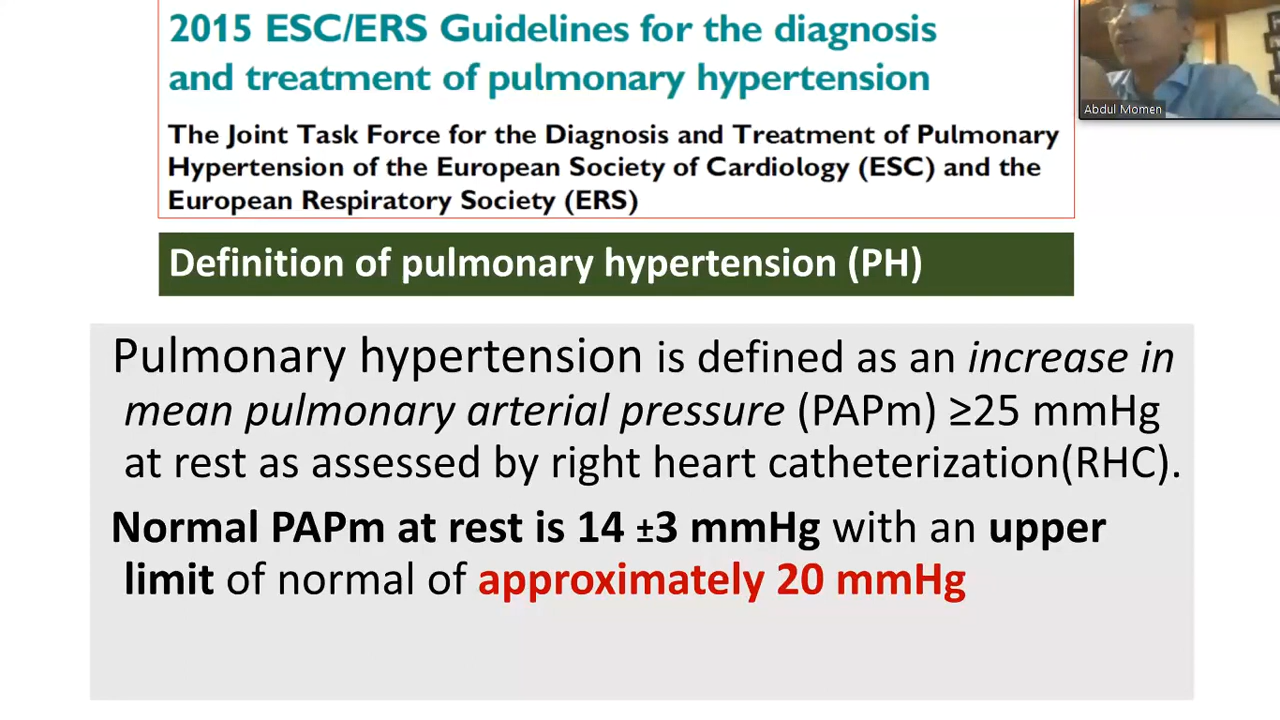 2015 ESC/ERS Guidelines for the diagnosis
and treatment of pulmonary hypertension
The Joint Task Force for the Diagnosis and Treatment of Pulmonary
Hypertension of the European Society of Cardiology (ESC) and the
European Respiratory Society (ERS)
Abdul Momen
Definition of pulmonary hypertension (PH)
Pulmonary hypertension is defined as an increase in
mean pulmonary arterial pressure (PAPm) ≥25 mmHg
at rest as assessed by right heart catheterization(RHC).
Normal PAPm at rest is 14 ±3 mmHg with an upper
limit of normal of approximately 20 mmHg